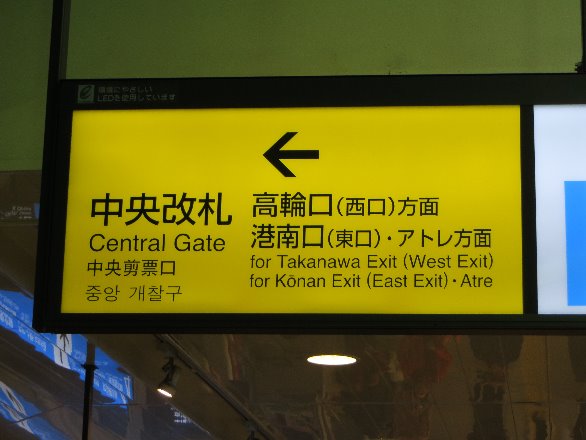 環境にやさしい
LEDを使用しています
←
中央改札
Central Gate
中央剪票口
중앙 개찰구
高輪口(西口)方面
港南口(東口)・アトレ方面
for Takanawa Exit (West Exit)
for Kōnan Exit (East Exit)・Atre